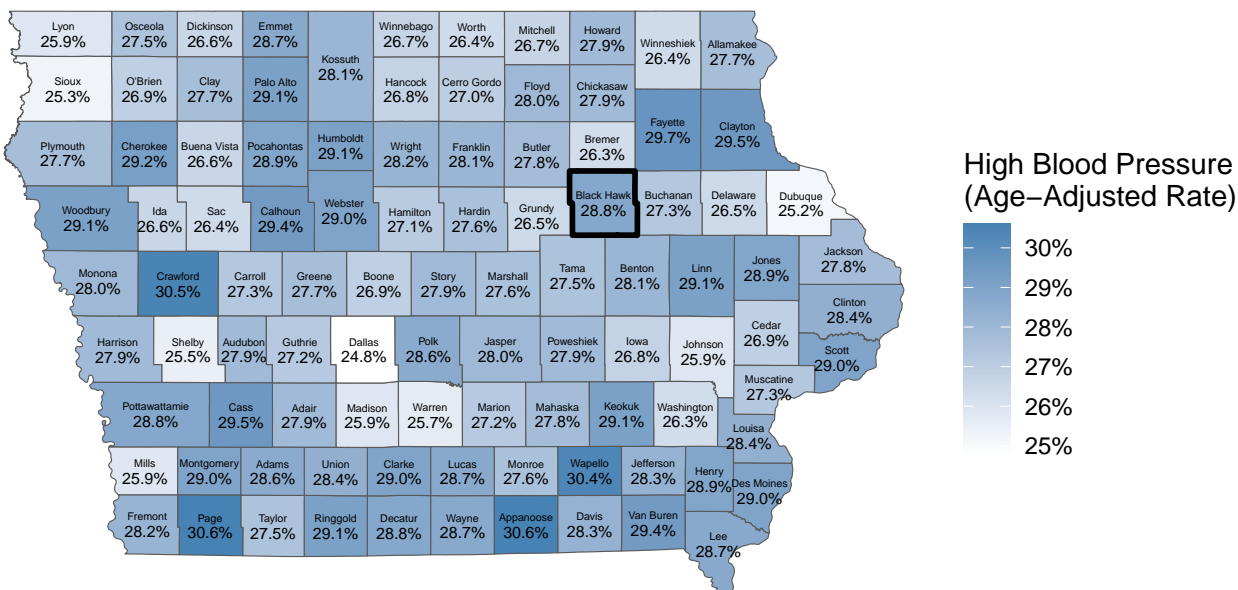 Lyon
25.9%
Osceola
27.5%
Dickinson
26.6%
Emmet
28.7%
Kossuth
28.1%
Winnebago
26.7%
Worth
26.4%
Mitchell
26.7%
Howard
27.9%
Winneshiek
26.4%
Allamakee
27.7%
Sioux
25.3%
O'Brien
26.9%
Clay
27.7%
Palo Alto
29.1%
Hancock
26.8%
Cerro Gordo
27.0%
Floyd
28.0%
Chickasaw
27.9%
Fayette
29.7%
Clayton
29.5%
Plymouth
27.7%
Cherokee
29.2%
Buena Vista
26.6%
Pocahontas
28.9%
Humboldt
29.1%
Wright
28.2%
Franklin
28.1%
Butler
27.8%
Bremer
26.3%
Woodbury
29.1%
Ida
26.6%
Sac
26.4%
Calhoun
29.4%
Webster
29.0%
Hamilton
27.1%
Hardin
27.6%
Grundy
26.5%
Black Hawk
28.8%
Buchanan
27.3%
Delaware
26.5%
Dubuque
25.2%
Monona
28.0%
Crawford
30.5%
Carroll
27.3%
Greene
27.7%
Boone
26.9%
Story
27.9%
Marshall
27.6%
Tama
27.5%
Benton
28.1%
Linn
29.1%
Jones
28.9%
Jackson
27.8%
Clinton
28.4%
Harrison
27.9%
Shelby
25.5%
Audubon
27.9%
Guthrie
27.2%
Dallas
24.8%
Polk
28.6%
Jasper
28.0%
Poweshiek
27.9%
Iowa
26.8%
Johnson
25.9%
Cedar
26.9%
Scott
29.0%
Muscatine
27.3%
Pottawattamie
28.8%
Cass
29.5%
Adair
27.9%
Madison
25.9%
Warren
25.7%
Marion
27.2%
Mahaska
27.8%
Keokuk
29.1%
Washington
26.3%
Louisa
28.4%
Mills
25.9%
Montgomery
29.0%
Adams
28.6%
Union
28.4%
Clarke
29.0%
Lucas
28.7%
Monroe
27.6%
Wapello
30.4%
Jefferson
28.3%
Henry
28.9%
Des Moines
29.0%
Fremont
28.2%
Page
30.6%
Taylor
27.5%
Ringgold
29.1%
Decatur
28.8%
Wayne
28.7%
Appanoose
30.6%
Davis
28.3%
Van Buren
29.4%
Lee
28.7%
High Blood Pressure
(Age−Adjusted Rate)
30%
29%
28%
27%
26%
25%